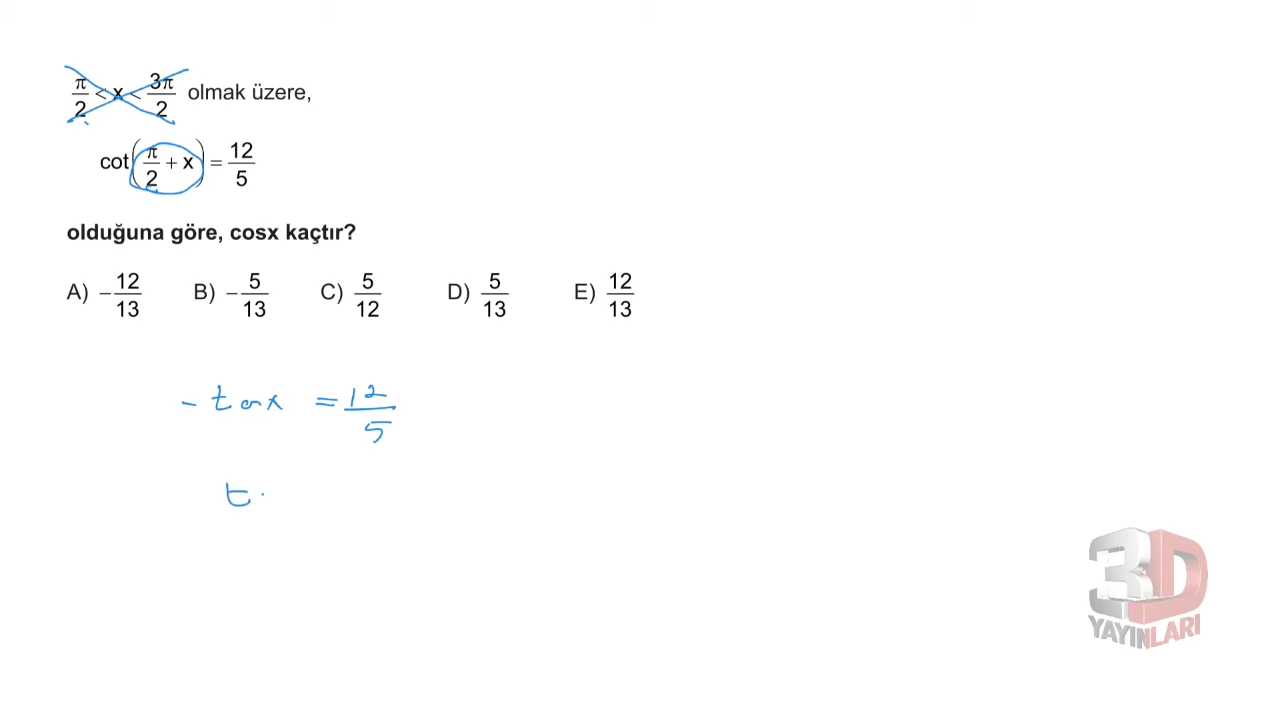 π/2 < x < 3π/2 olmak üzere,
cot(π/2 + x) = 12/5
olduğuna göre, cosx kaçtır?
A) −12/13 B) −5/13 C) 5/12 D) 5/13 E) 12/13
- tanx = 12/5
t
3D
YAYINLARI